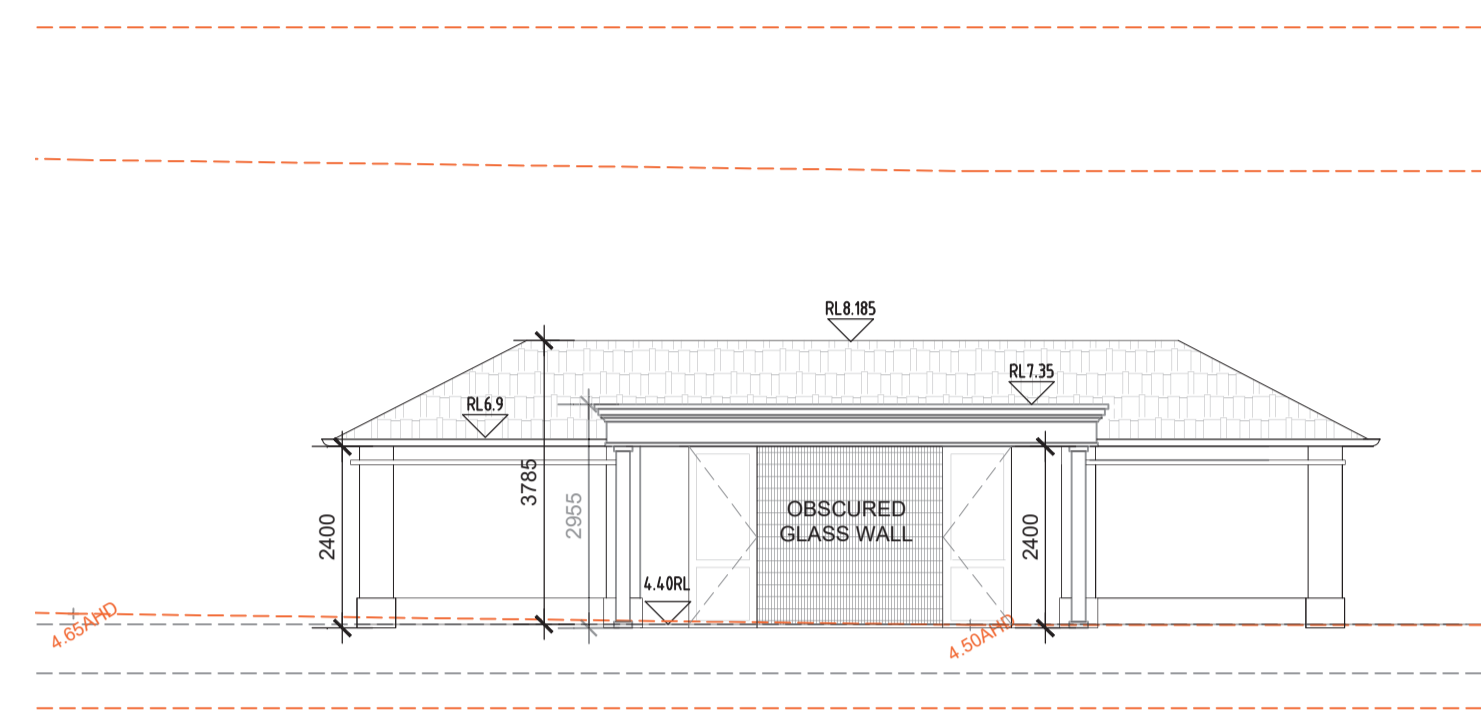 RL8.185
RL7.35
RL6.9
3785
2955
2400
OBSCURED
GLASS WALL
2400
4.40RL
4.65AHD
4.50AHD